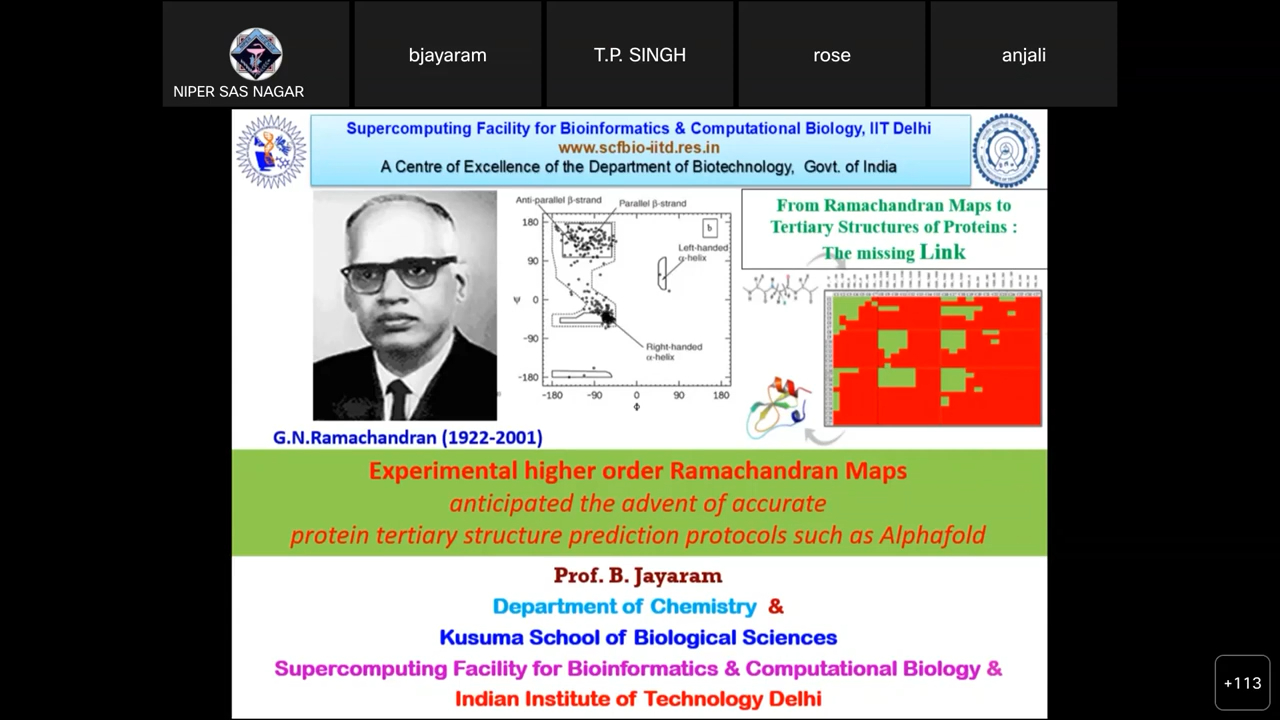 NIPER SAS NAGAR
bjayaram
T.P. SINGH
rose
anjali
Supercomputing Facility for Bioinformatics & Computational Biology, IIT Delhi
www.scfbio-iitd.res.in
A Centre of Excellence of the Department of Biotechnology, Govt. of India
Anti-parallel β-strand
Parallel β-strand
b
Left-handed
α-helix
Right-handed
α-helix
180
90
0
-90
-180
Ψ
-180 -90 0 90 180
Φ
From Ramachandran Maps to
Tertiary Structures of Proteins :
The missing Link
G.N.Ramachandran (1922-2001)
Experimental higher order Ramachandran Maps
anticipated the advent of accurate
protein tertiary structure prediction protocols such as Alphafold
Prof. B. Jayaram
Department of Chemistry &
Kusuma School of Biological Sciences
Supercomputing Facility for Bioinformatics & Computational Biology &
Indian Institute of Technology Delhi
+113